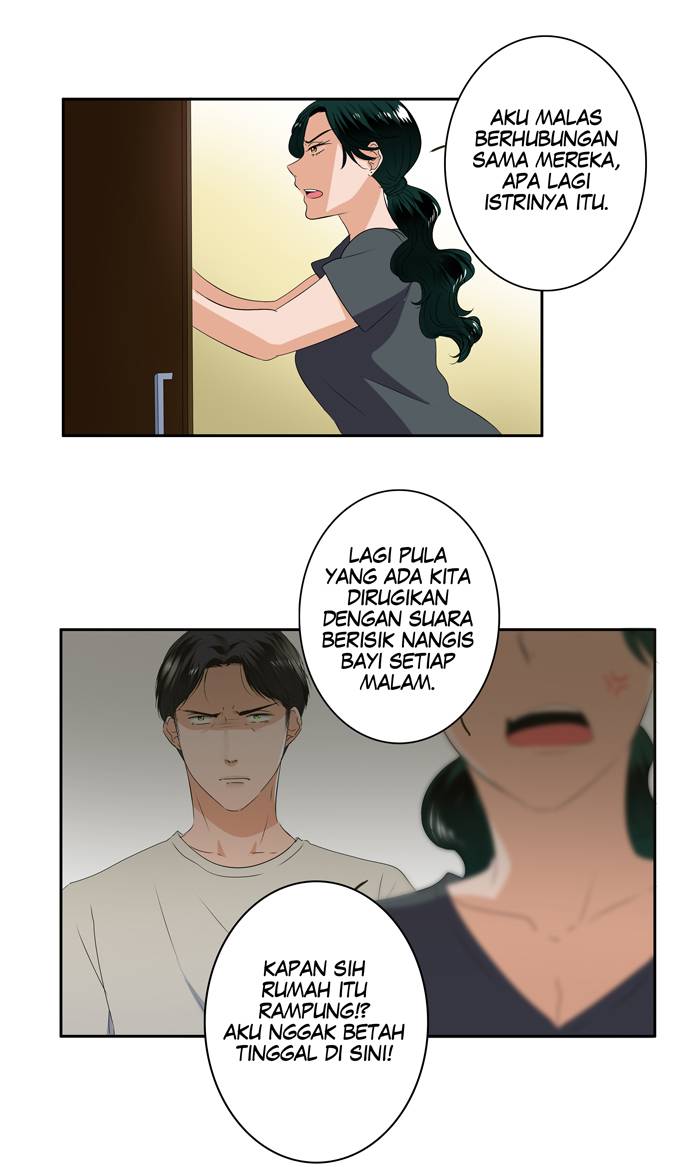 AKU MALAS
BERHUBUNGAN
SAMA MEREKA,
APA LAGI
ISTRINYA ITU.
LAGI PULA
YANG ADA KITA
DIRUGIKAN
DENGAN SUARA
BERISIK NANGIS
BAYI SETIAP
MALAM.
KAPAN SIH
RUMAH ITU
RAMPUNG!?
AKU NGGAK BETAH
TINGGAL DI SINI!